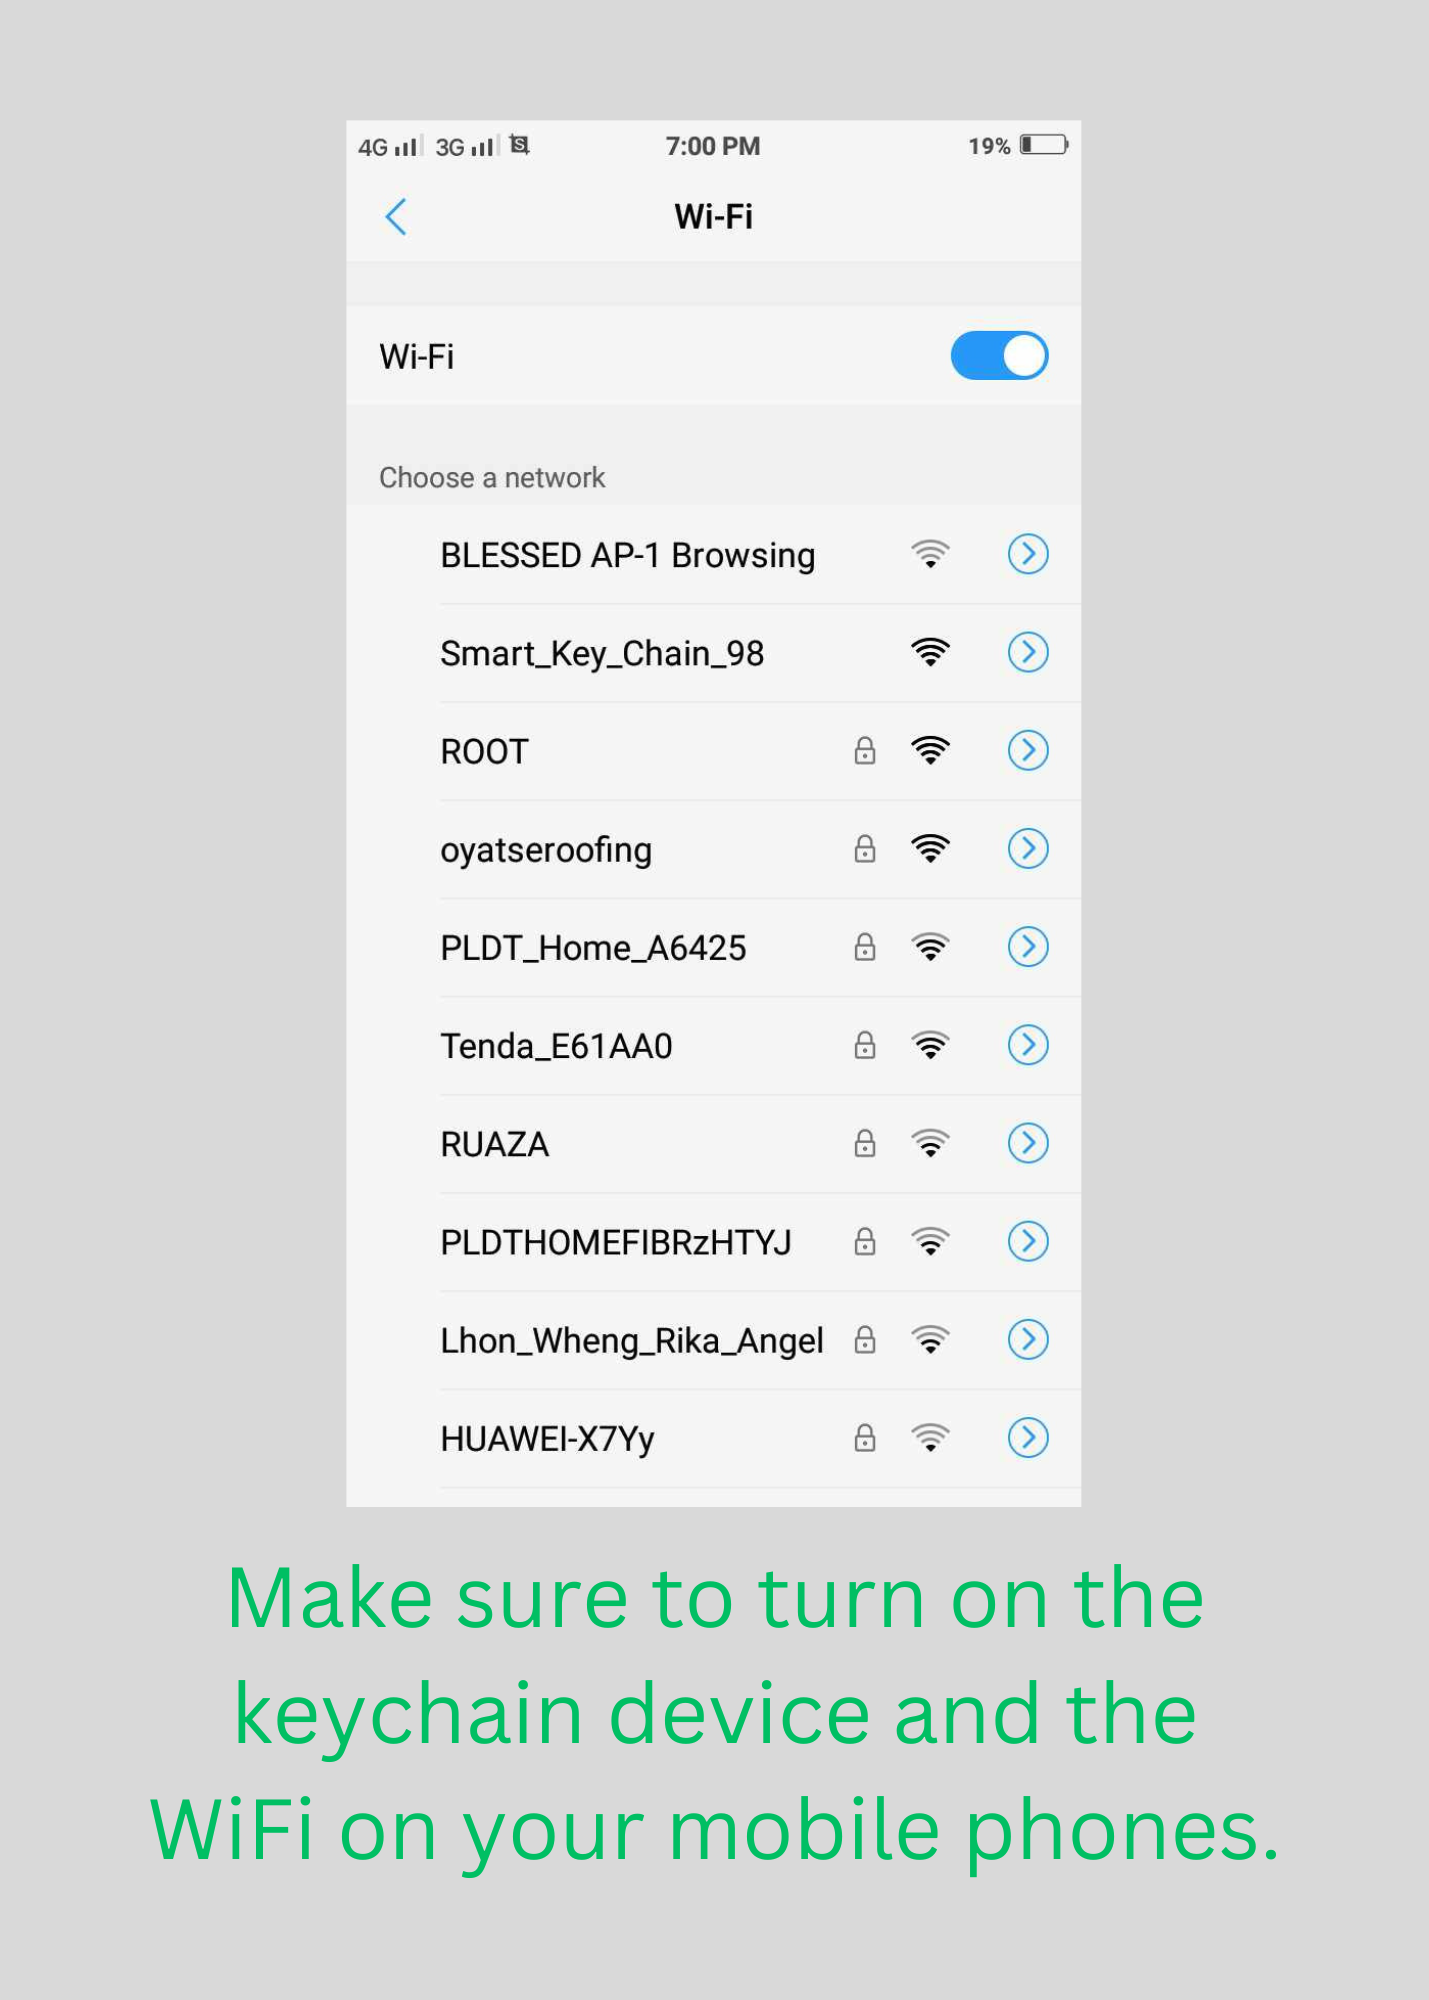 4G 3G 7:00 PM 19%
Wi-Fi
Wi-Fi
Choose a network
BLESSED AP-1 Browsing
Smart_Key_Chain_98
ROOT
oyatseroofing
PLDT_Home_A6425
Tenda_E61AA0
RUAZA
PLDTHOMEFIBRzHTYJ
Lhon_Wheng_Rika_Angel
HUAWEI-X7Yy
Make sure to turn on the
keychain device and the
WiFi on your mobile phones.